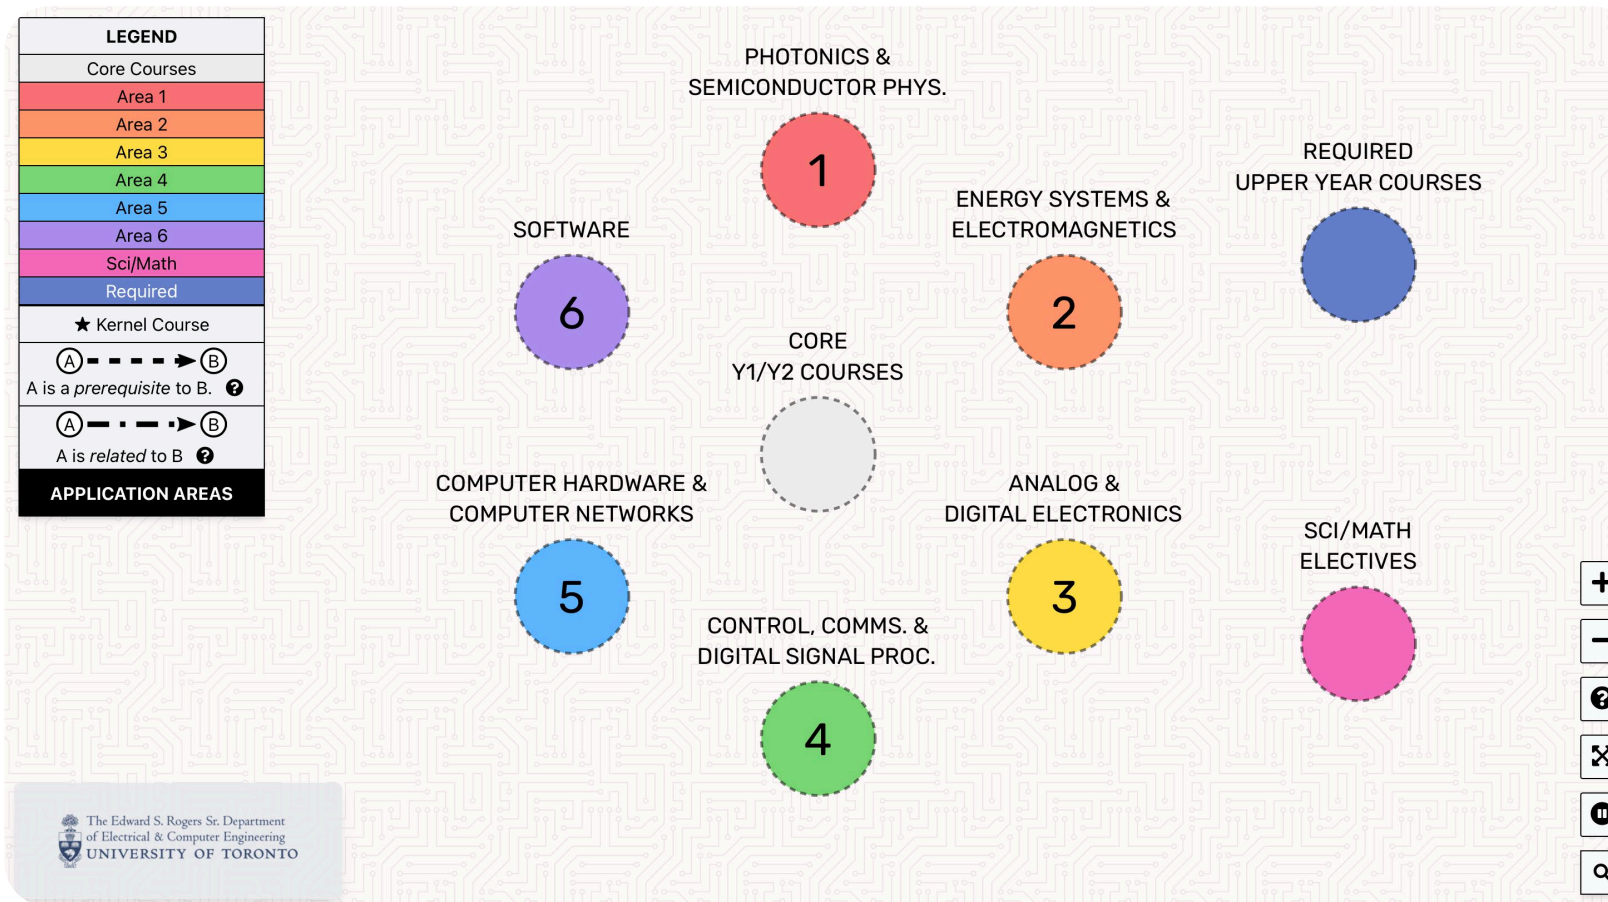 LEGEND
Core Courses
Area 1
Area 2
Area 3
Area 4
Area 5
Area 6
Sci/Math
Required
★ Kernel Course
A B
A is a prerequisite to B. ?
A B
A is related to B ?
APPLICATION AREAS
PHOTONICS &
SEMICONDUCTOR PHYS.
1
REQUIRED
UPPER YEAR COURSES
ENERGY SYSTEMS &
ELECTROMAGNETICS
2
SOFTWARE
6
CORE
Y1/Y2 COURSES
COMPUTER HARDWARE &
COMPUTER NETWORKS
5
ANALOG &
DIGITAL ELECTRONICS
3
SCI/MATH
ELECTIVES
CONTROL, COMMS. &
DIGITAL SIGNAL PROC.
4
+
−
?
The Edward S. Rogers Sr. Department
of Electrical & Computer Engineering
UNIVERSITY OF TORONTO